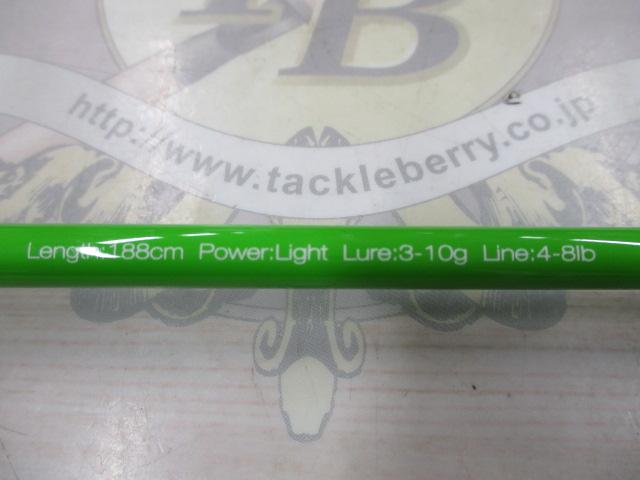 B
http://www.tackleberry.co.jp
Length:188cm Power:Light Lure:3-10g Line:4-8lb